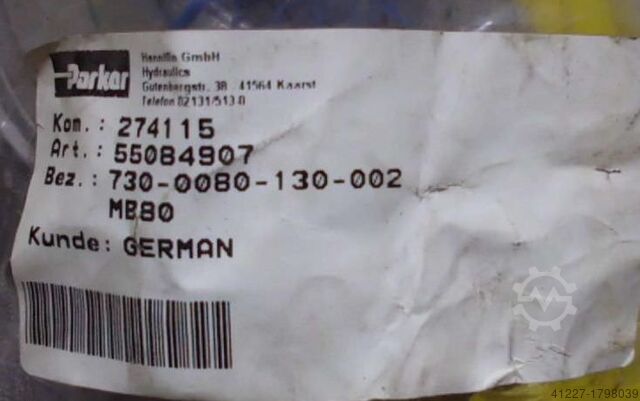 Parker
Hannifin GmbH
Hydraulics
Gutenbergstr. 38 - 41564 Kaarst
Telefon 02131/513-0
Kom.: 274115
Art.: 55084907
Bez.: 730-0080-130-002
MB80
Kunde: GERMAN
41227-1798039